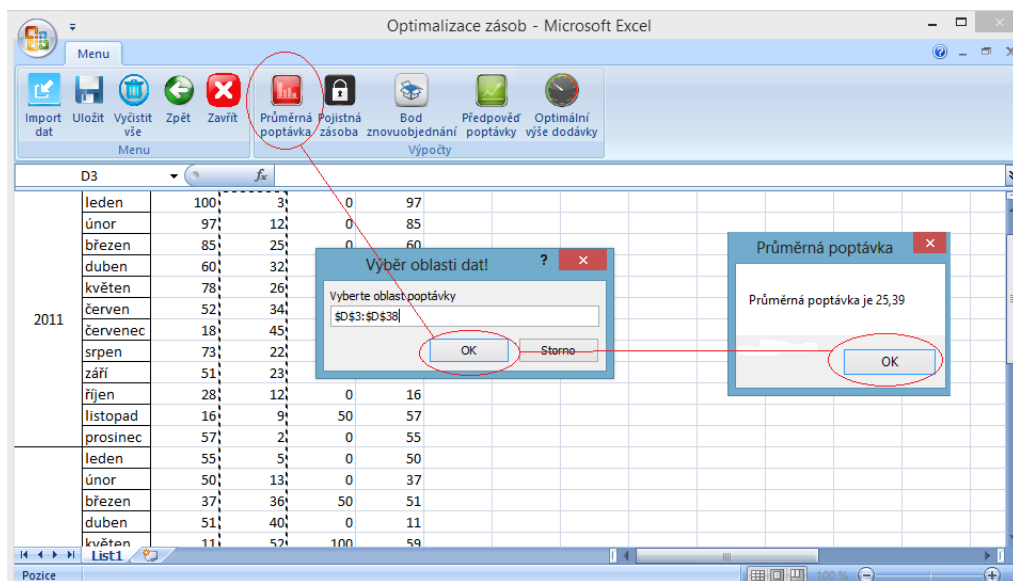 Optimalizace zásob - Microsoft Excel
Menu
Import dat
Uložit
Vyčistit vše
Zpět
Zavřít
Průměrná poptávka
Pojistná zásoba
Bod znovuobjednání
Předpověď poptávky
Optimální výše dodávky
Menu
Výpočty
D3
fx
leden 100 3 0 97
únor 97 12 0 85
březen 85 25 0 60
duben 60 32
květen 78 26
2011
červen 52 34
červenec 18 45
srpen 73 22
září 51 23
říjen 28 12 0 16
listopad 16 9 50 57
prosinec 57 2 0 55
leden 55 5 0 50
únor 50 13 0 37
březen 37 36 50 51
duben 51 40 0 11
květen 11 52 100 59
Výběr oblasti dat!
?
Vyberte oblast poptávky
$D$3:$D$38
OK
Storno
Průměrná poptávka
Průměrná poptávka je 25,39
OK
List1
Pozice
100 %